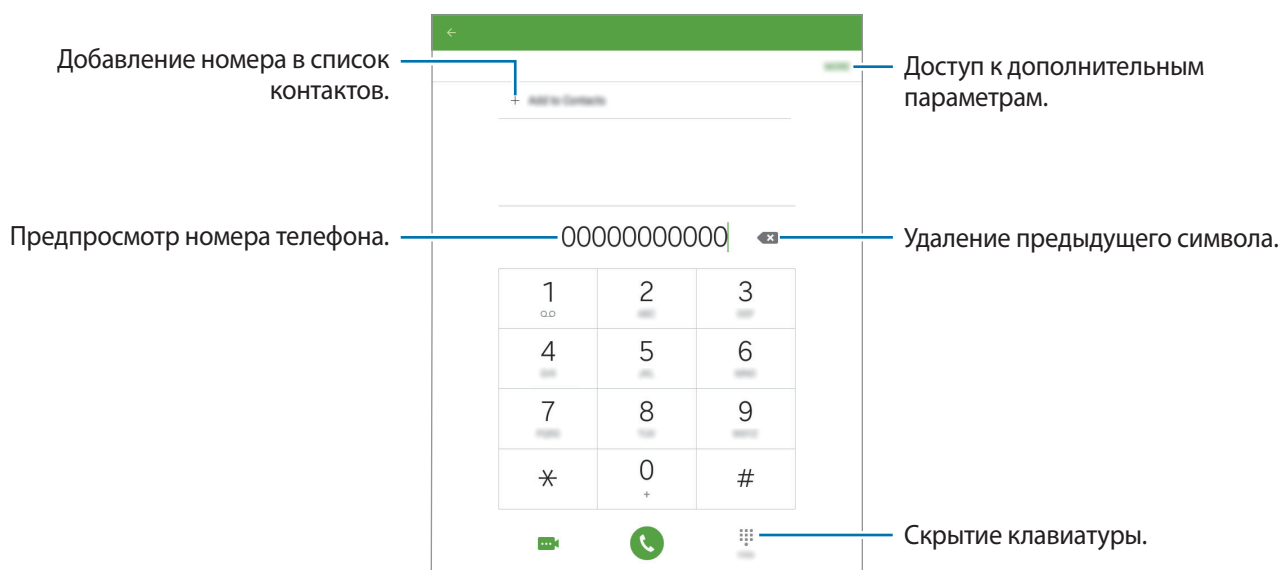 Добавление номера в список
контактов.
Доступ к дополнительным
параметрам.
Add to Contacts
Предпросмотр номера телефона.
00000000000
Удаление предыдущего символа.
1 2 3
4 5 6
7 8 9
* 0 #
+
Скрытие клавиатуры.